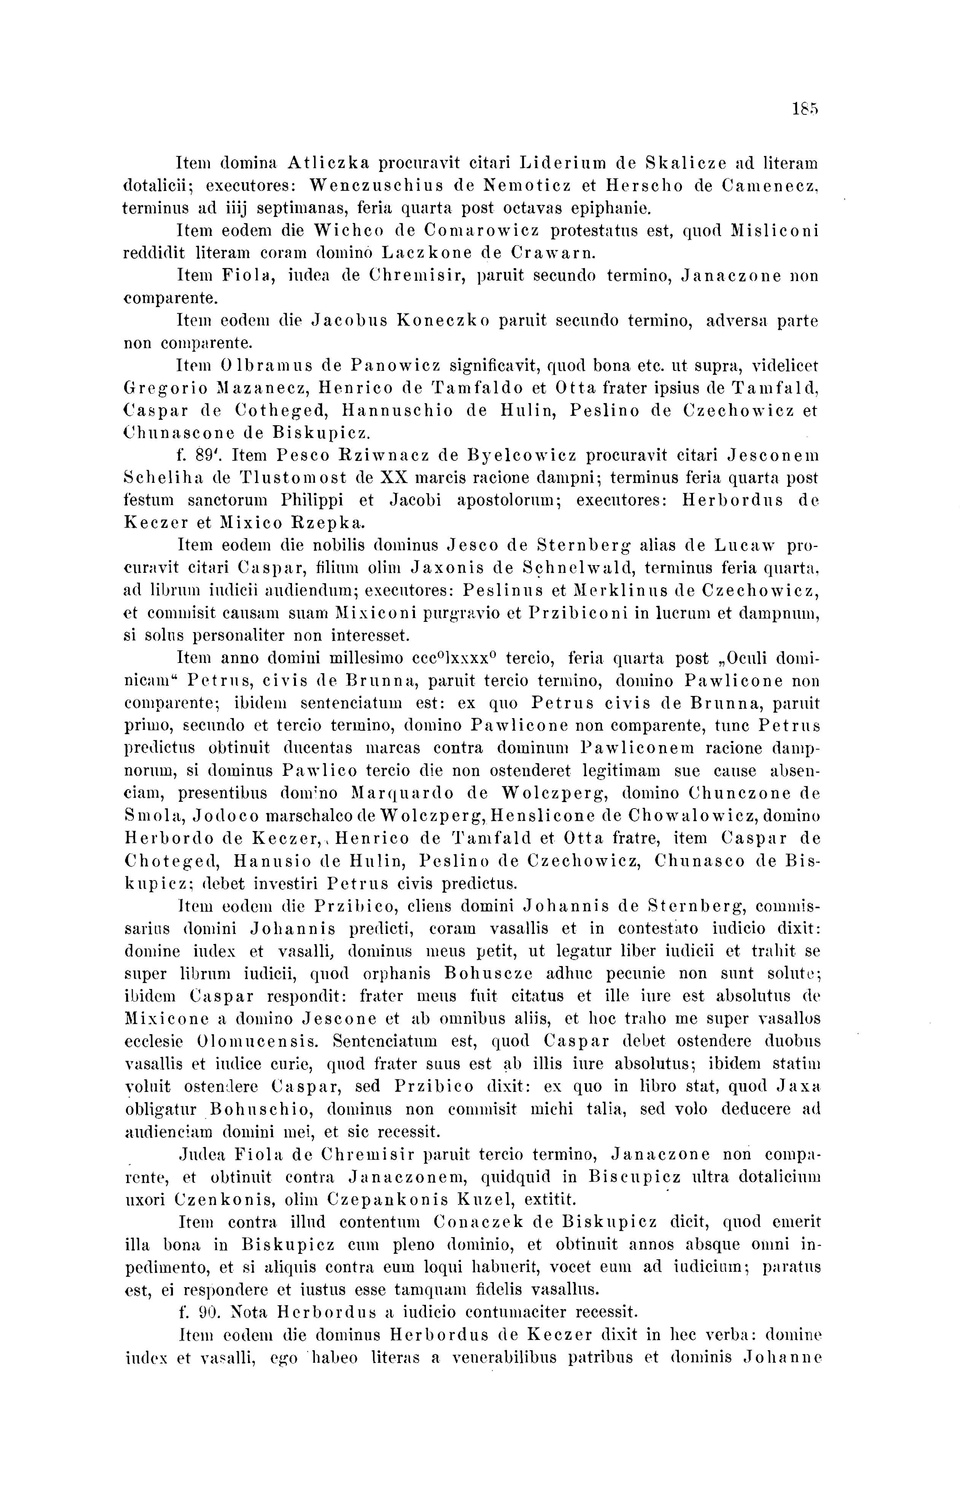 185
Item domina Atliczka procuravit citari Liderium de Skalicze ad literam
dotalicii; executores: Wenczuschius de Nemoticz et Herscho de Camenecz,
terminus ad iiij septimanas, feria quarta post octavas epiphanie.
Item eodem die Wichco de Comarowicz protestatus est, quod Misliconi
reddidit literam coram domino Laczkone de Crawarn.
Item Fiola, iudea de Chremisir, paruit secundo termino, Janaczone non
comparente.
Item eodem die Jacobus Koneczko paruit secundo termino, adversa parte
non comparente.
Item Olbramus de Panowicz significavit, quod bona etc. ut supra, videlicet
Gregorio Mazanecz, Henrico de Tamfaldo et Otta frater ipsius de Tamfald,
Caspar de Cotheged, Hannuschio de Hulin, Peslino de Czechowicz et
Chunascone de Biskupicz.
f. 89'. Item Pesco Rziwnacz de Byelcowicz procuravit citari Jesconem
Scheliha de Tlustomost de XX marcis racione dampni; terminus feria quarta post
festum sanctorum Philippi et Jacobi apostolorum; executores: Herbordus de
Keczer et Mixico Rzepka.
Item eodem die nobilis dominus Jesco de Sternberg alias de Lucaw pro-
curavit citari Caspar, filium olim Jaxonis de Schnelwald, terminus feria quarta,
ad librum iudicii audiendum; executores: Peslinus et Merklinus de Czechowicz,
et commisit causam suam Mixiconi purgravio et Przibiconi in lucrum et dampnum,
si solus personaliter non interesset.
Item anno domini millesimo ccc⁰lxxxx⁰ tercio, feria quarta post „Oculi domi-
nicam“ Petrus, civis de Brunna, paruit tercio termino, domino Pawlicone non
comparente; ibidem sentenciatum est: ex quo Petrus civis de Brunna, paruit
primo, secundo et tercio termino, domino Pawlicone non comparente, tunc Petrus
predictus obtinuit ducentas marcas contra dominum Pawliconem racione damp-
norum, si dominus Pawlico tercio die non ostenderet legitimam sue cause absen-
ciam, presentibus domino Marquardo de Wolczperg, domino Chunczone de
Smola, Jodoco marschalco de Wolczperg, Henslicone de Chowalowicz, domino
Herbordo de Keczer, Henrico de Tamfald et Otta fratre, item Caspar de
Choteged, Hanusio de Hulin, Peslino de Czechowicz, Chunasco de Bis-
kupicz; debet investiri Petrus civis predictus.
Item eodem die Przibico, cliens domini Johannis de Sternberg, commis-
sarius domini Johannis predicti, coram vasallis et in contestato iudicio dixit:
domine iudex et vasalli, dominus meus petit, ut legatur liber iudicii et trahit se
super librum iudicii, quod orphanis Bohuscze adhuc pecunie non sunt solute;
ibidem Caspar respondit: frater meus fuit citatus et ille iure est absolutus de
Mixicone a domino Jescone et ab omnibus aliis, et hoc traho me super vasallos
ecclesie Olomucensis. Sentenciatum est, quod Caspar debet ostendere duobus
vasallis et iudice curie, quod frater suus est ab illis iure absolutus; ibidem statim
voluit ostendere Caspar, sed Przibico dixit: ex quo in libro stat, quod Jaxa
obligatur Bohuschio, dominus non commisit michi talia, sed volo deducere ad
audienciam domini mei, et sic recessit.
Judea Fiola de Chremisir paruit tercio termino, Janaczone non compa-
rente, et obtinuit contra Janaczonem, quidquid in Biscupicz ultra dotalicium
uxori Czenkonis, olim Czepankonis Kuzel, extitit.
Item contra illud contentum Conaczek de Biskupicz dicit, quod emerit
illa bona in Biskupicz cum pleno dominio, et obtinuit annos absque omni in-
pedimento, et si aliquis contra eum loqui habuerit, vocet eum ad iudicium; paratus
est, ei respondere et iustus esse tamquam fidelis vasallus.
f. 90. Nota Herbordus a iudicio contumaciter recessit.
Item eodem die dominus Herbordus de Keczer dixit in hec verba: domine
iudex et vasalli, ego habeo literas a venerabilibus patribus et dominis Johanne